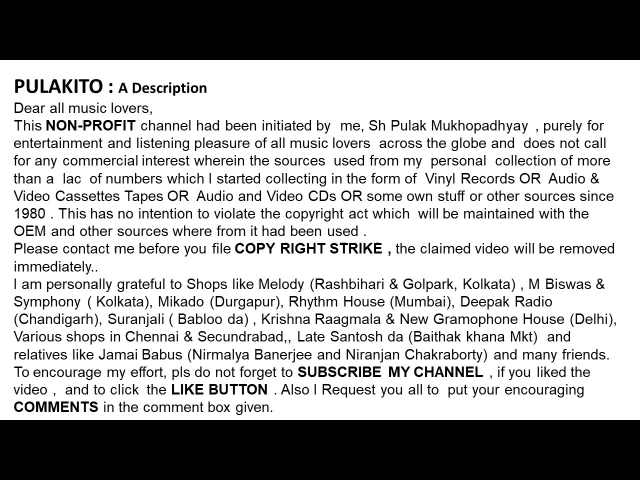 PULAKITO : A Description
Dear all music lovers,
This NON-PROFIT channel had been initiated by me, Sh Pulak Mukhopadhyay , purely for
entertainment and listening pleasure of all music lovers across the globe and does not call
for any commercial interest wherein the sources used from my personal collection of more
than a lac of numbers which I started collecting in the form of Vinyl Records OR Audio &
Video Cassettes Tapes OR Audio and Video CDs OR some own stuff or other sources since
1980 . This has no intention to violate the copyright act which will be maintained with the
OEM and other sources where from it had been used .
Please contact me before you file COPY RIGHT STRIKE , the claimed video will be removed
immediately..
I am personally grateful to Shops like Melody (Rashbihari & Golpark, Kolkata) , M Biswas &
Symphony ( Kolkata), Mikado (Durgapur), Rhythm House (Mumbai), Deepak Radio
(Chandigarh), Suranjali ( Babloo da) , Krishna Raagmala & New Gramophone House (Delhi),
Various shops in Chennai & Secundrabad,, Late Santosh da (Baithak khana Mkt) and
relatives like Jamai Babus (Nirmalya Banerjee and Niranjan Chakraborty) and many friends.
To encourage my effort, pls do not forget to SUBSCRIBE MY CHANNEL , if you liked the
video , and to click the LIKE BUTTON . Also I Request you all to put your encouraging
COMMENTS in the comment box given.